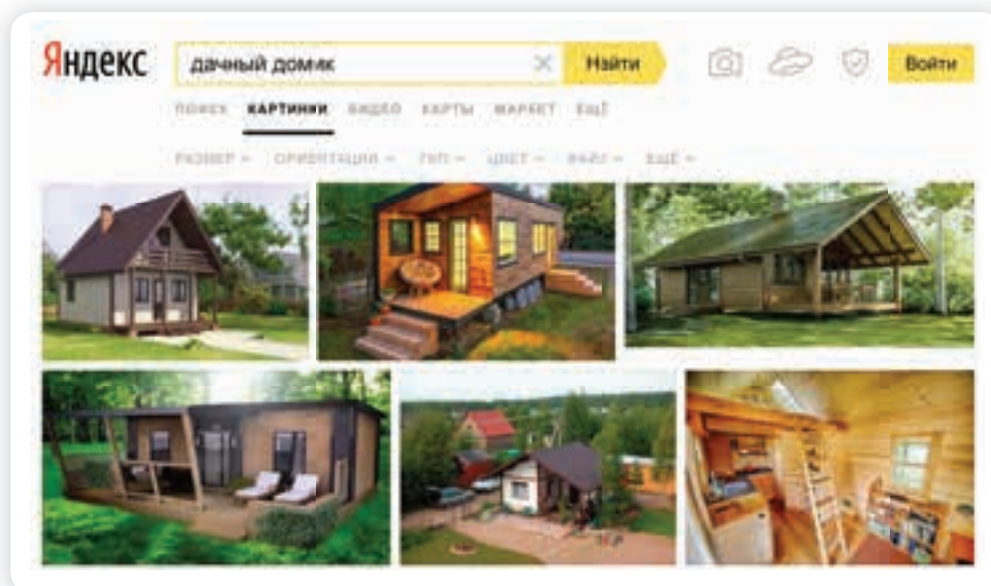 Яндекс дачный домик Найти Войти
ПОИСК КАРТИНКИ ВИДЕО КАРТЫ МАРКЕТ ЕЩЁ
РАЗМЕР ОРИЕНТАЦИЯ ТИП ЦВЕТ ФАЙЛ ЕЩЁ